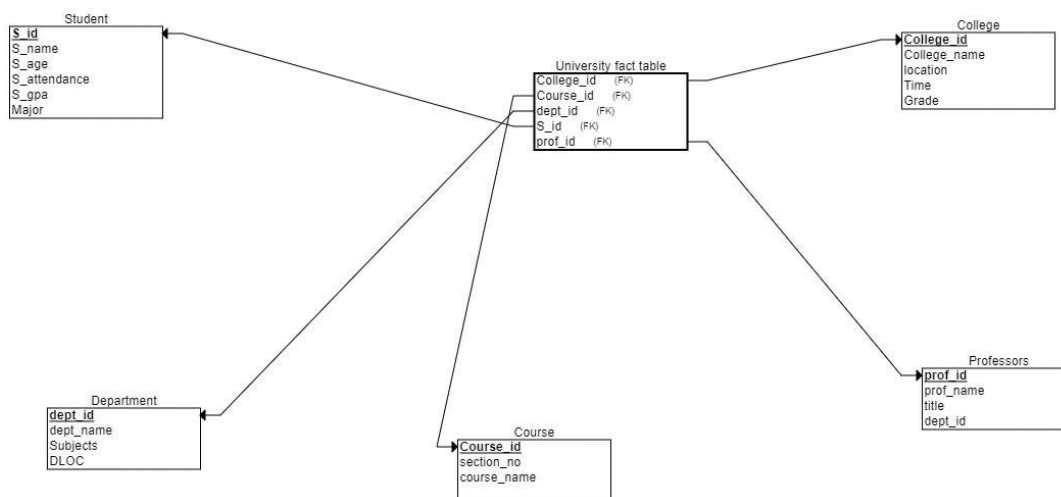 Student
S_id
S_name
S_age
S_attendance
S_gpa
Major
University fact table
College_id (FK)
Course_id (FK)
dept_id (FK)
S_id (FK)
prof_id (FK)
College
College_id
College_name
location
Time
Grade
Department
dept_id
dept_name
Subjects
DLOC
Course
Course_id
section_no
course_name
Professors
prof_id
prof_name
title
dept_id